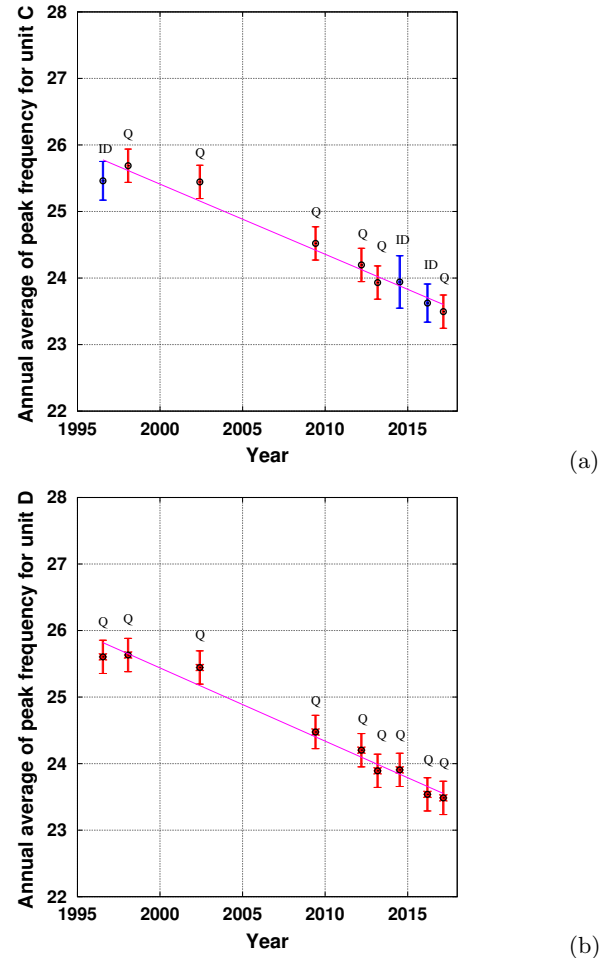 Annual average of peak frequency for unit C
28
27
26
25
24
23
22
ID Q Q Q Q Q ID ID Q
1995 2000 2005 2010 2015
Year
(a)
Annual average of peak frequency for unit D
28
27
26
25
24
23
22
Q Q Q Q Q Q Q Q Q
1995 2000 2005 2010 2015
Year
(b)